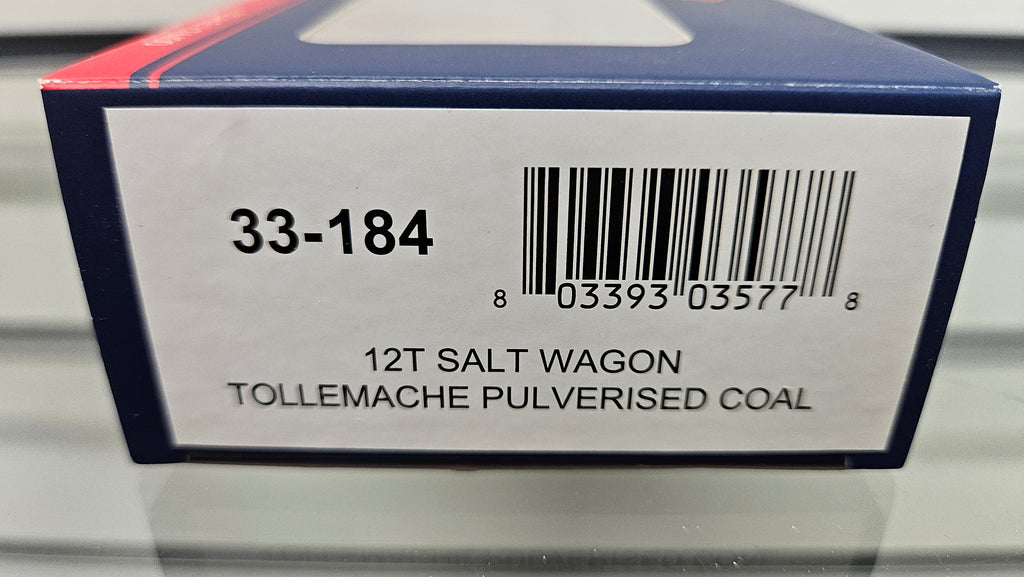 33-184
8 03393 03577 8
12T SALT WAGON
TOLLEMACHE PULVERISED COAL